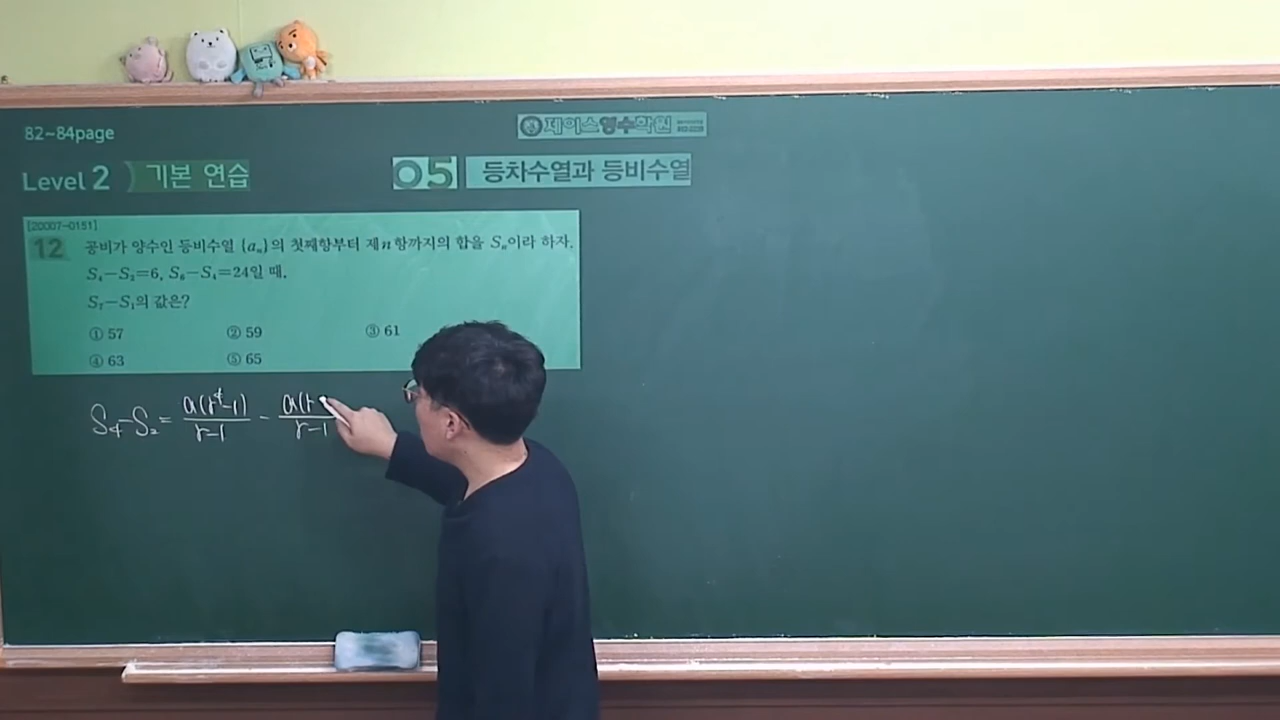 82~84page
제이스영수학원
Level 2 기본 연습
05 등차수열과 등비수열
[20007-0151]
12 공비가 양수인 등비수열 {aₙ}의 첫째항부터 제n항까지의 합을 Sₙ이라 하자.
S₄-S₂=6, S₆-S₄=24일 때,
S₇-S₁의 값은?
① 57 ② 59 ③ 61
④ 63 ⑤ 65
S₄-S₂= a(r⁴-1)/r-1 - a(r /r-1